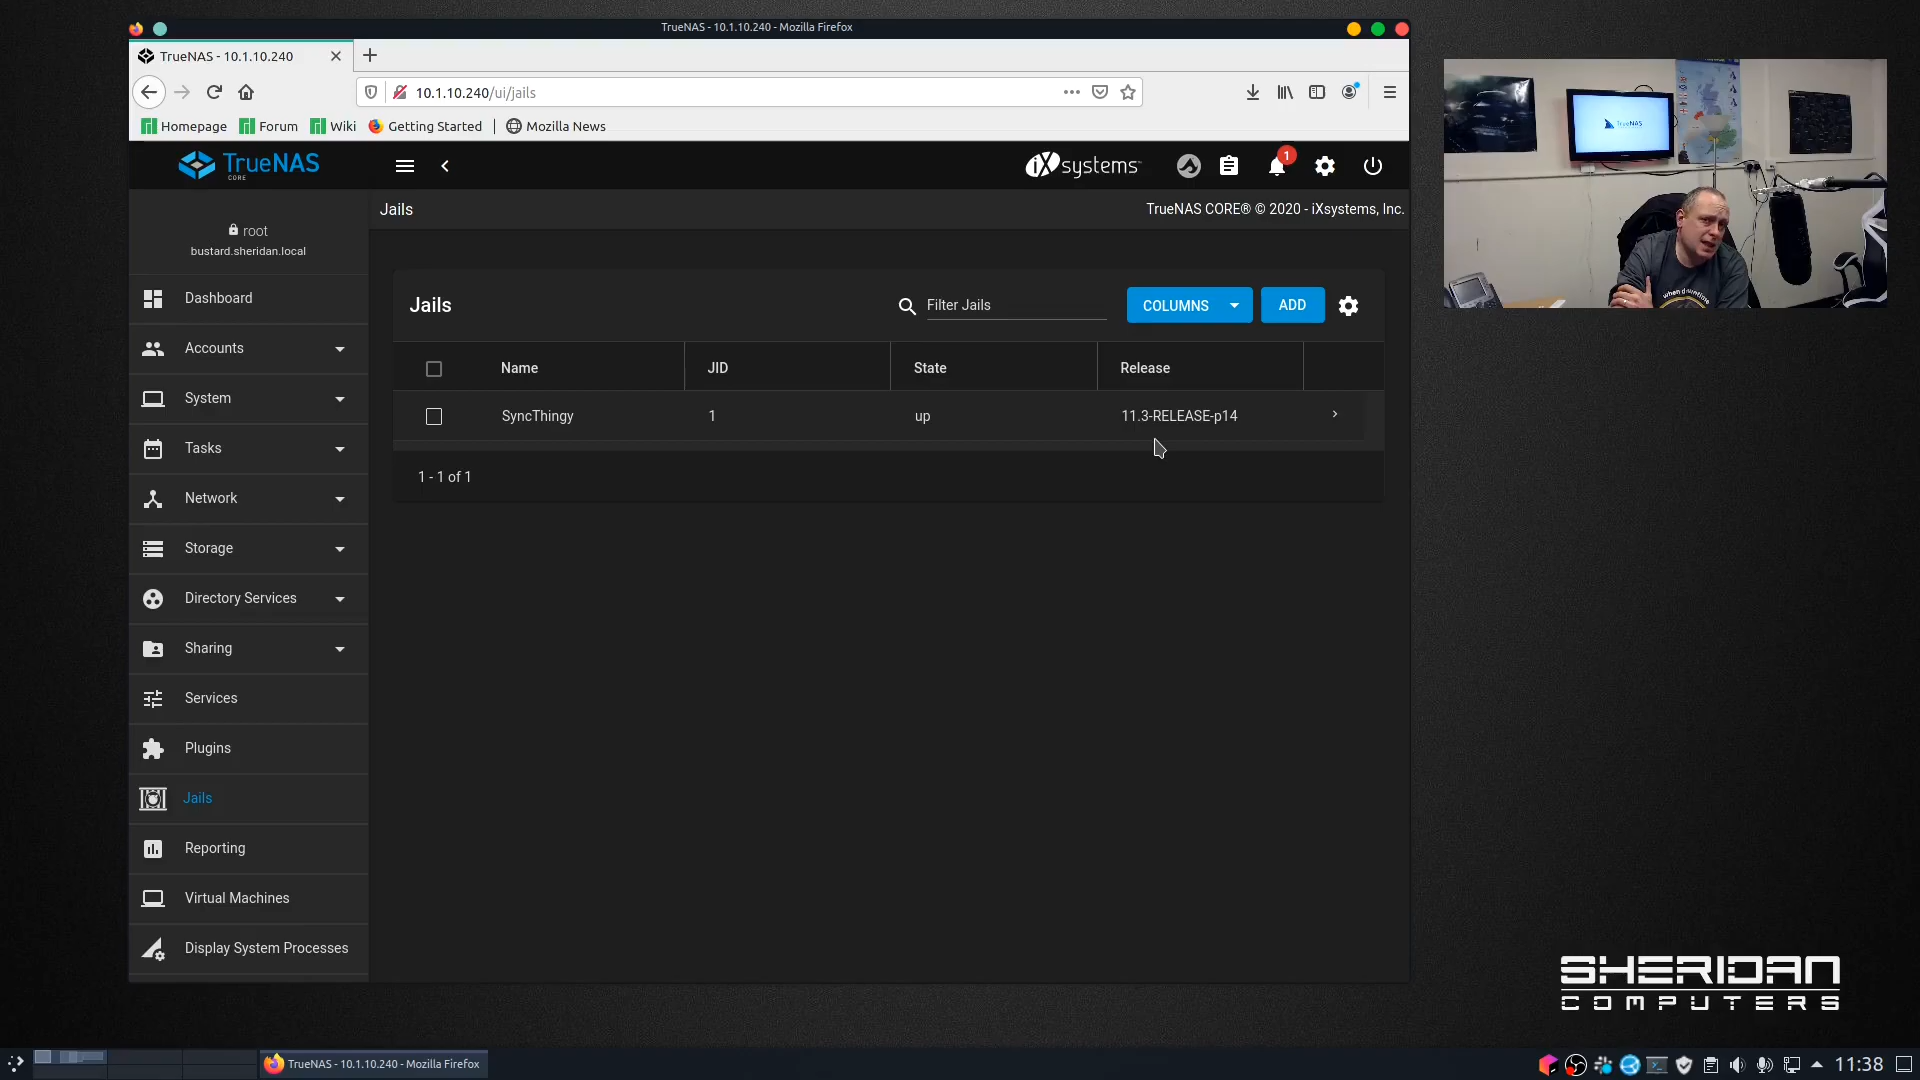 TrueNAS - 10.1.10.240 - Mozilla Firefox
TrueNAS - 10.1.10.240
10.1.10.240/ui/jails
Homepage Forum Wiki Getting Started Mozilla News
TrueNAS
CORE
iXsystems
1
root
bustard.sheridan.local
Jails
TrueNAS CORE® © 2020 - iXsystems, Inc.
Dashboard
Accounts
System
Tasks
Network
Storage
Directory Services
Sharing
Services
Plugins
Jails
Reporting
Virtual Machines
Display System Processes
Jails
Filter Jails
COLUMNS
ADD
Name JID State Release
SyncThingy 1 up 11.3-RELEASE-p14
1 - 1 of 1
TrueNAS
when downtime
SHERIDAN
COMPUTERS
TrueNAS - 10.1.10.240 - Mozilla Firefox
11:38